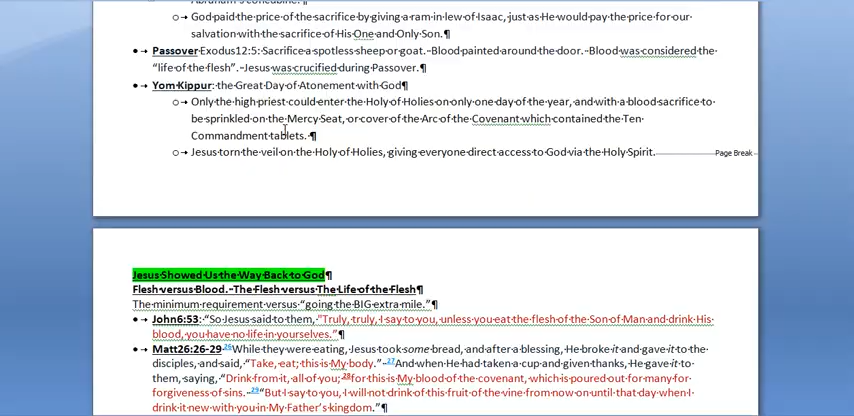 Abraham's concubine.
God paid the price of the sacrifice by giving a ram in lew of Isaac, just as He would pay the price for our
salvation with the sacrifice of His One and Only Son.¶
Passover Exodus12:5: Sacrifice a spotless sheep or goat. Blood painted around the door. Blood was considered the
"life of the flesh". Jesus was crucified during Passover.¶
Yom Kippur: the Great Day of Atonement with God¶
Only the high priest could enter the Holy of Holies on only one day of the year, and with a blood sacrifice to
be sprinkled on the Mercy Seat, or cover of the Arc of the Covenant which contained the Ten
Commandment tablets. ¶
Jesus torn the veil on the Holy of Holies, giving everyone direct access to God via the Holy Spirit. Page Break
Jesus Showed Us the Way Back to God¶
Flesh versus Blood. The Flesh versus The Life of the Flesh¶
The minimum requirement versus "going the BIG extra mile."¶
John6:53: "So Jesus said to them, "Truly, truly, I say to you, unless you eat the flesh of the Son of Man and drink His
blood, you have no life in yourselves."¶
Matt26:26-29 26While they were eating, Jesus took some bread, and after a blessing, He broke it and gave it to the
disciples, and said, "Take, eat; this is My body." 27And when He had taken a cup and given thanks, He gave it to
them, saying, "Drink from it, all of you; 28for this is My blood of the covenant, which is poured out for many for
forgiveness of sins. 29"But I say to you, I will not drink of this fruit of the vine from now on until that day when I
drink it new with you in My Father's kingdom."¶